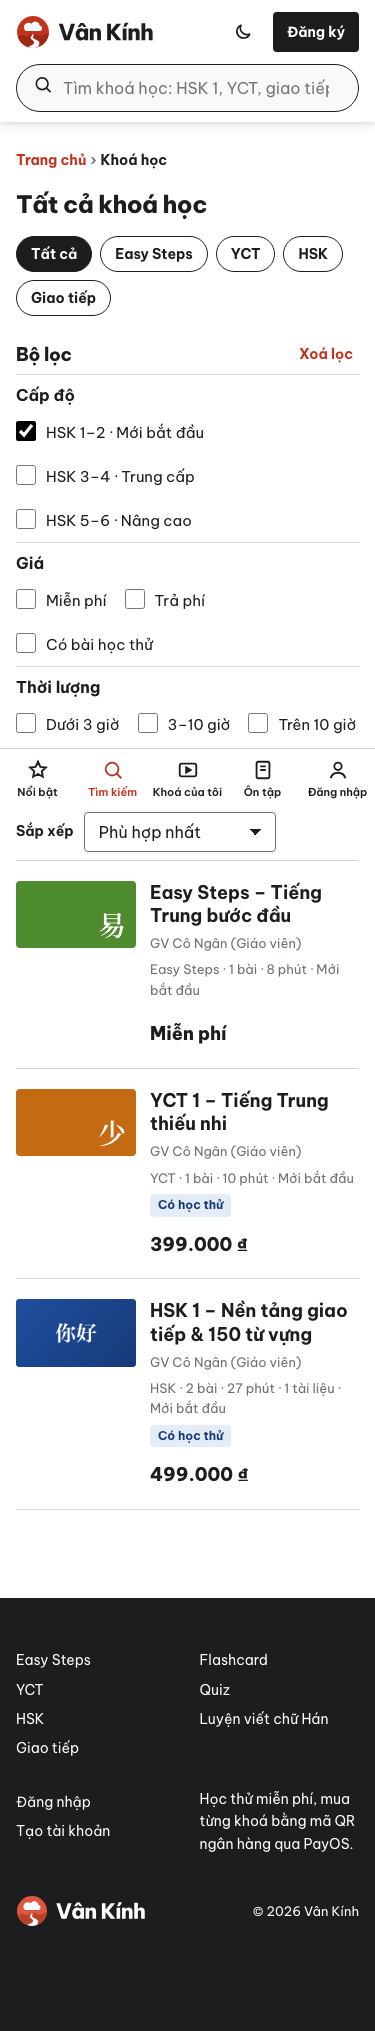 Vân Kính
Đăng ký
Tìm khoá học: HSK 1, YCT, giao tiếp
Trang chủ › Khoá học
Tất cả khoá học
Tất cả
Easy Steps
YCT
HSK
Giao tiếp
Bộ lọc
Xoá lọc
Cấp độ
HSK 1–2 · Mới bắt đầu
HSK 3–4 · Trung cấp
HSK 5–6 · Nâng cao
Giá
Miễn phí
Trả phí
Có bài học thử
Thời lượng
Dưới 3 giờ
3–10 giờ
Trên 10 giờ
Nổi bật
Tìm kiếm
Khoá của tôi
Ôn tập
Đăng nhập
Sắp xếp
Phù hợp nhất
易
Easy Steps – Tiếng
Trung bước đầu
GV Cô Ngân (Giáo viên)
Easy Steps · 1 bài · 8 phút · Mới
bắt đầu
Miễn phí
少
YCT 1 – Tiếng Trung
thiếu nhi
GV Cô Ngân (Giáo viên)
YCT · 1 bài · 10 phút · Mới bắt đầu
Có học thử
399.000 ₫
你好
HSK 1 – Nền tảng giao
tiếp & 150 từ vựng
GV Cô Ngân (Giáo viên)
HSK · 2 bài · 27 phút · 1 tài liệu ·
Mới bắt đầu
Có học thử
499.000 ₫
Easy Steps
YCT
HSK
Giao tiếp
Flashcard
Quiz
Luyện viết chữ Hán
Đăng nhập
Tạo tài khoản
Học thử miễn phí, mua
từng khoá bằng mã QR
ngân hàng qua PayOS.
Vân Kính
© 2026 Vân Kính